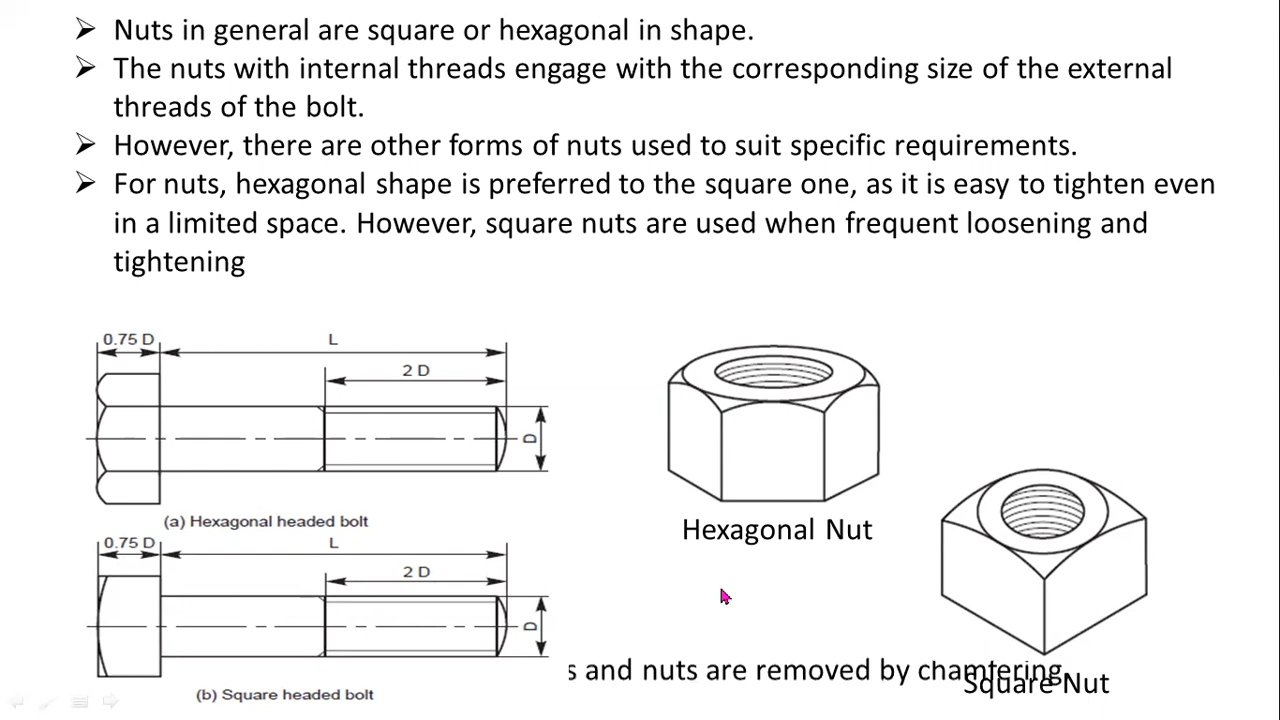 Nuts in general are square or hexagonal in shape.
The nuts with internal threads engage with the corresponding size of the external
threads of the bolt.
However, there are other forms of nuts used to suit specific requirements.
For nuts, hexagonal shape is preferred to the square one, as it is easy to tighten even
in a limited space. However, square nuts are used when frequent loosening and
tightening
0.75 D
L
2 D
D
(a) Hexagonal headed bolt
Hexagonal Nut
0.75 D
L
2 D
D
(b) Square headed bolt
s and nuts are removed by chamfering.
Square Nut